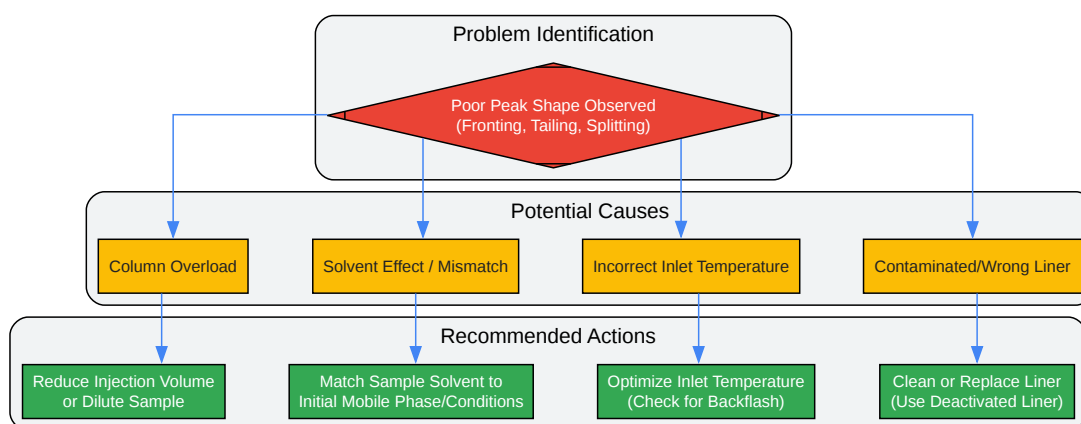 Problem Identification
Poor Peak Shape Observed
(Fronting, Tailing, Splitting)
Potential Causes
Column Overload
Solvent Effect / Mismatch
Incorrect Inlet Temperature
Contaminated/Wrong Liner
Recommended Actions
Reduce Injection Volume
or Dilute Sample
Match Sample Solvent to
Initial Mobile Phase/Conditions
Optimize Inlet Temperature
(Check for Backflash)
Clean or Replace Liner
(Use Deactivated Liner)